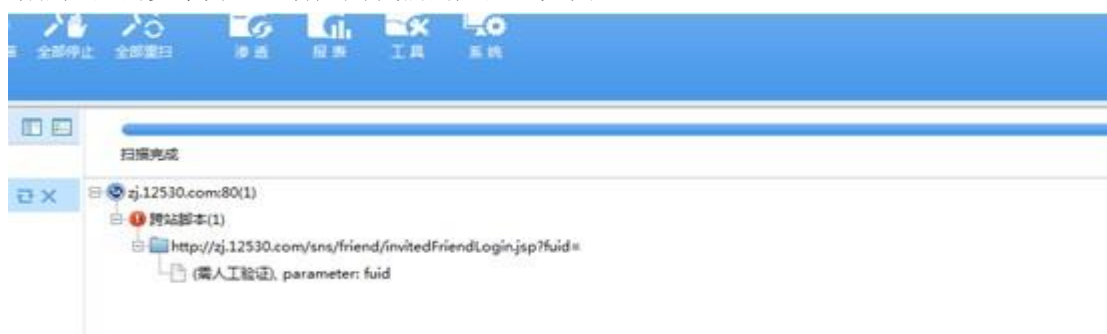 全部停止 全部重扫 渗透 报表 工具 系统
扫描完成
zj.12530.com:80(1)
跨站脚本(1)
http://zj.12530.com/sns/friend/invitedFriendLogin.jsp?fuid=
(需人工验证), parameter: fuid